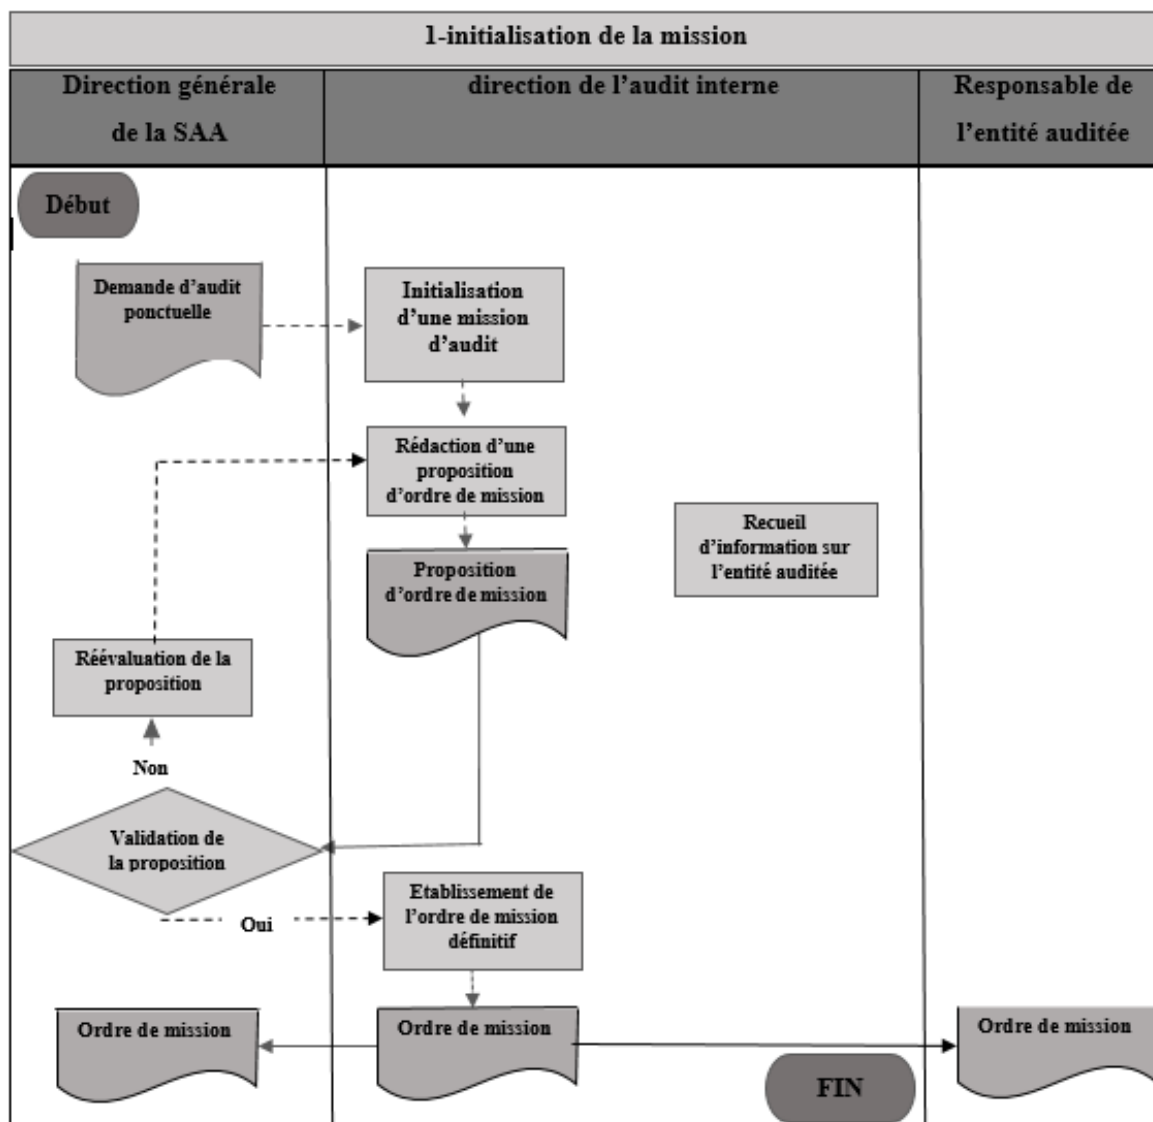 1-initialisation de la mission
Direction générale
de la SAA
direction de l'audit interne
Responsable de
l'entité auditée
Début
Demande d'audit
ponctuelle
Initialisation
d'une mission
d'audit
Rédaction d'une
proposition
d'ordre de mission
Recueil
d'information sur
l'entité auditée
Proposition
d'ordre de mission
Réévaluation de la
proposition
Non
Validation de
la proposition
Oui
Etablissement de
l'ordre de mission
définitif
Ordre de mission
Ordre de mission
Ordre de mission
FIN